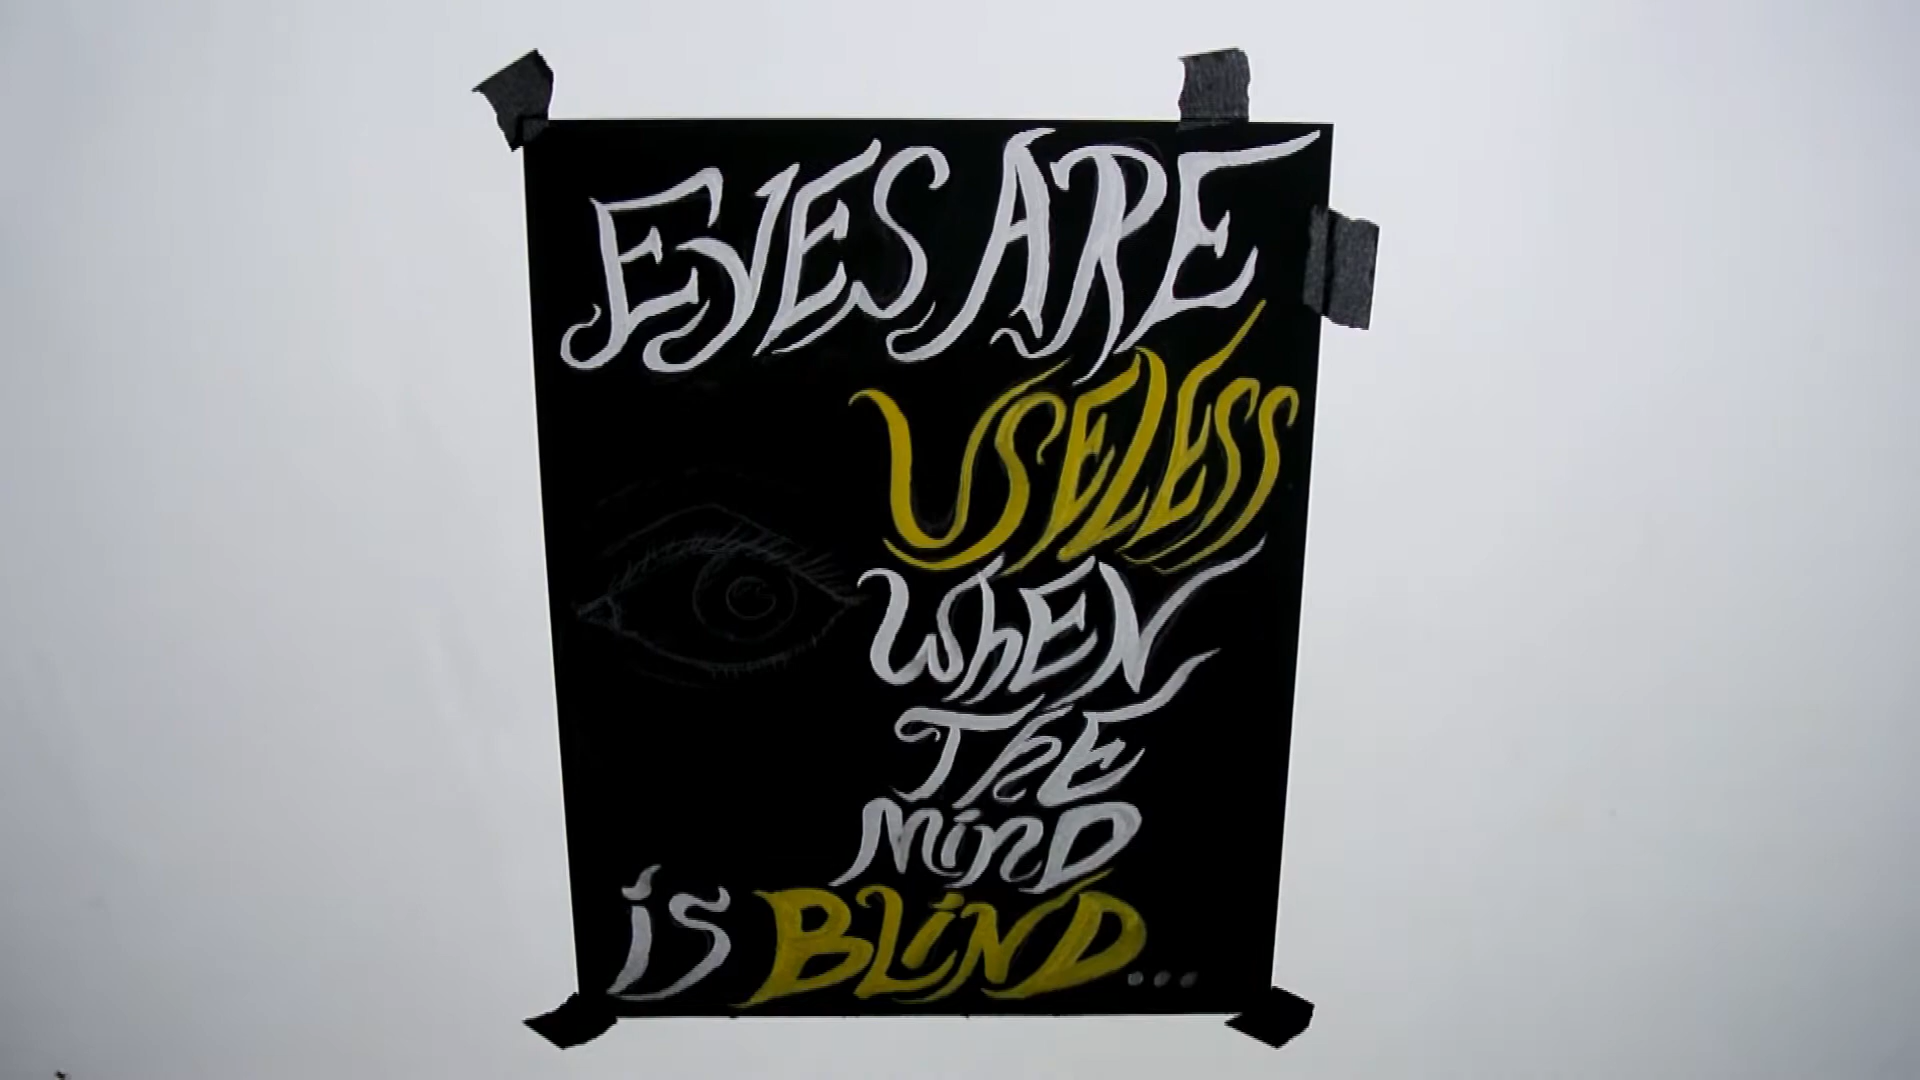 EYES ARE
USELESS
WhEN
ThE
MinD
iS BLiND...